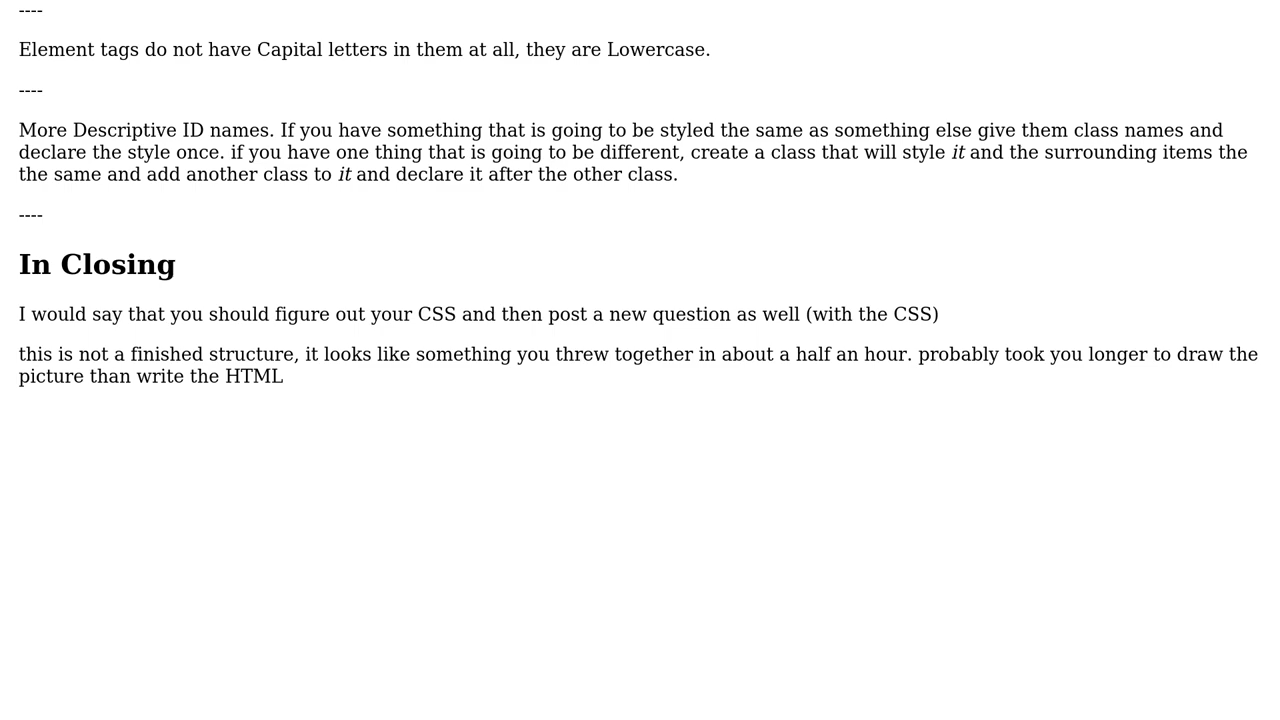 ----
Element tags do not have Capital letters in them at all, they are Lowercase.
----
More Descriptive ID names. If you have something that is going to be styled the same as something else give them class names and
declare the style once. if you have one thing that is going to be different, create a class that will style it and the surrounding items the
the same and add another class to it and declare it after the other class.
----
In Closing
I would say that you should figure out your CSS and then post a new question as well (with the CSS)
this is not a finished structure, it looks like something you threw together in about a half an hour. probably took you longer to draw the
picture than write the HTML